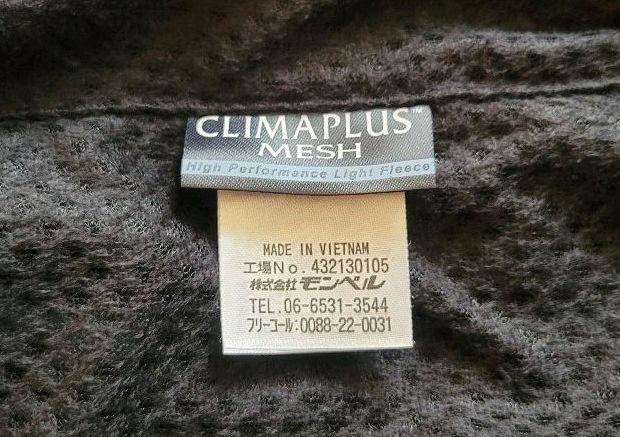 CLIMAPLUS™
MESH
High Performance Light Fleece
MADE IN VIETNAM
工場No.432130105
株式会社モンベル
TEL.06-6531-3544
フリーコール:0088-22-0031